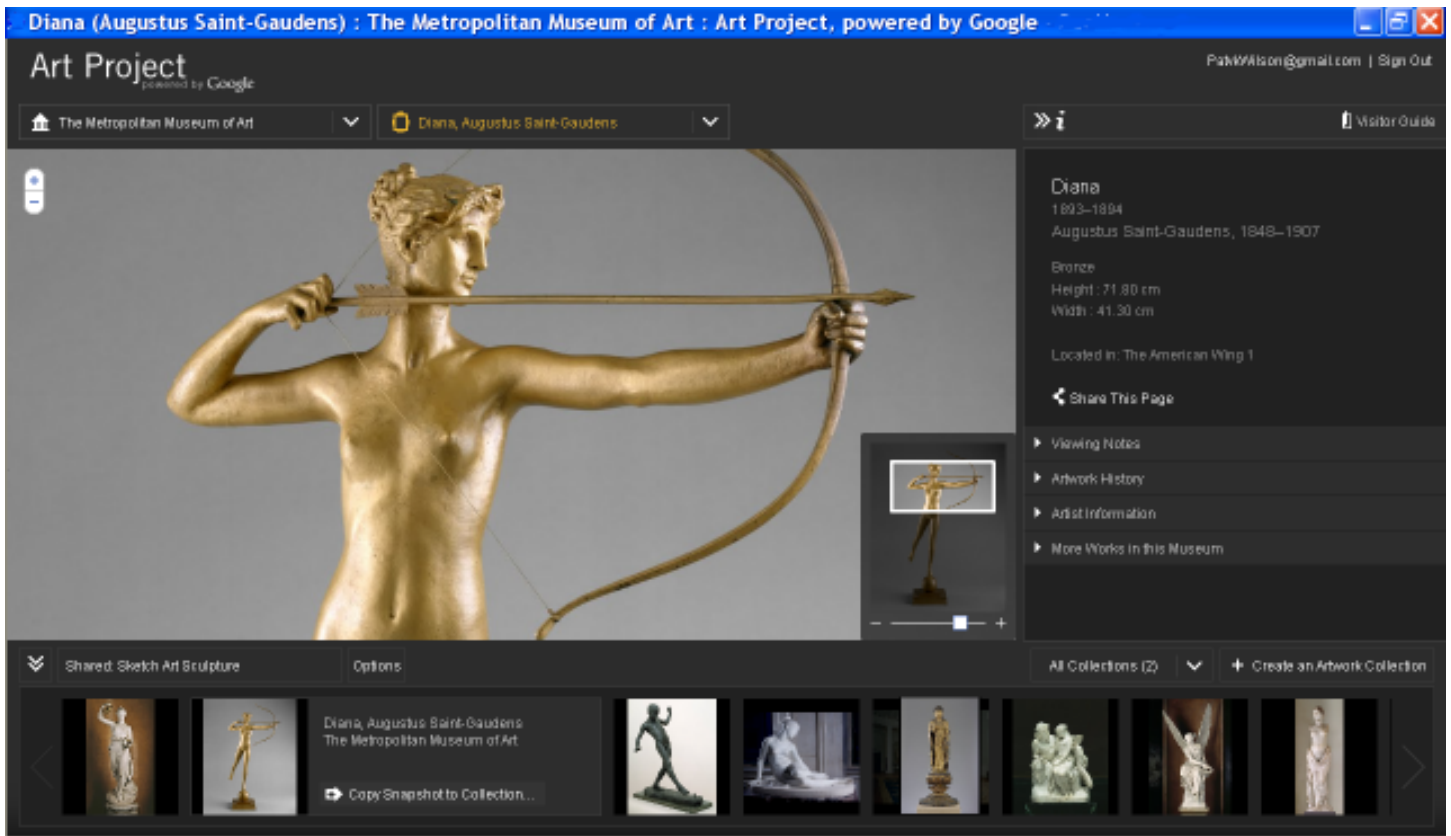 Diana (Augustus Saint-Gaudens) : The Metropolitan Museum of Art : Art Project, powered by Google
Art Project
powered by Google
@gmail.com | Sign Out
The Metropolitan Museum of Art
Diana, Augustus Saint-Gaudens
i
Visitor Guide
Diana
1893–1894
Augustus Saint-Gaudens, 1848–1907
Bronze
Height : 71.80 cm
Width : 41.30 cm
Located in: The American Wing 1
Share This Page
Viewing Notes
Artwork History
Artist Information
More Works in this Museum
Shared: Sketch Art Sculpture
Options
All Collections (2)
+ Create an Artwork Collection
Diana, Augustus Saint-Gaudens
The Metropolitan Museum of Art
Copy Snapshot to Collection...